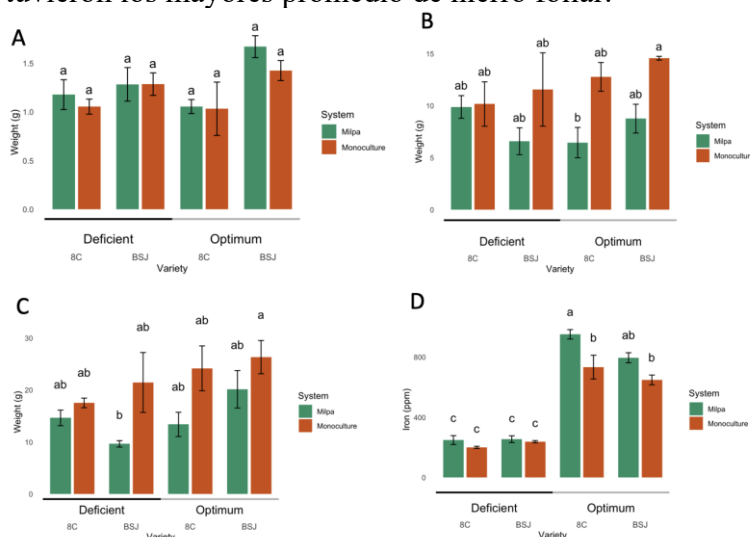 tuvieron los mayores promedio de hierro foliar.
A
a
a
a
a
a
a
a
a
1.5
1.0
0.5
0.0
Weight (g)
System
Milpa
Monoculture
Deficient
Optimum
8C
BSJ
8C
BSJ
Variety
B
ab
ab
ab
ab
b
ab
ab
a
15
10
5
0
Weight (g)
System
Milpa
Monoculture
Deficient
Optimum
8C
BSJ
8C
BSJ
Variety
C
ab
ab
b
ab
ab
ab
ab
a
30
20
10
0
Weight (g)
System
Milpa
Monoculture
Deficient
Optimum
8C
BSJ
8C
BSJ
Variety
D
c
c
c
c
a
b
ab
b
800
400
0
Iron (ppm)
System
Milpa
Monoculture
Deficient
Optimum
8C
BSJ
8C
BSJ
Variety